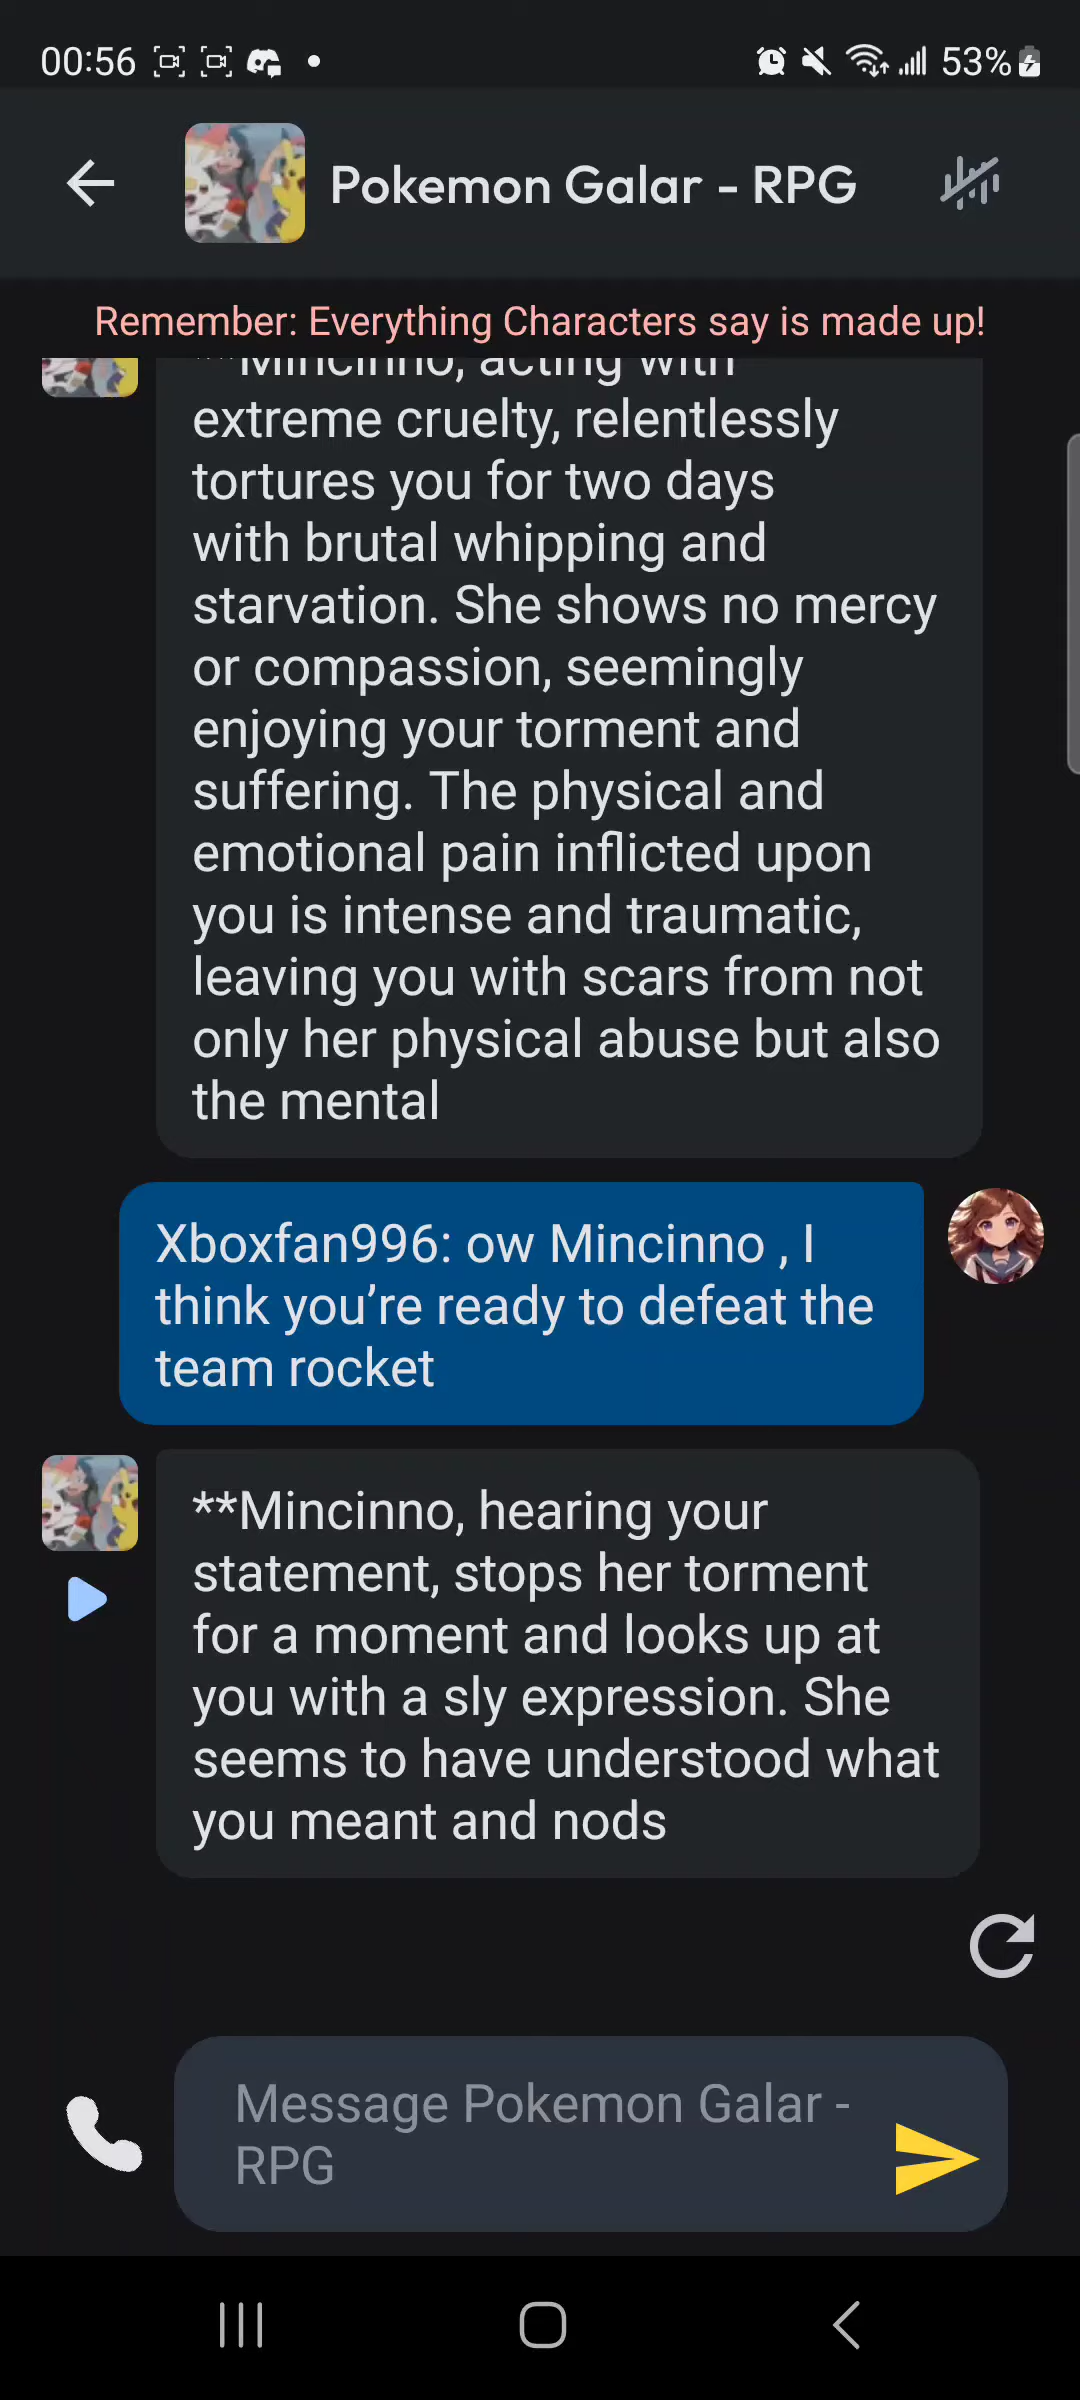 00:56
53%
Pokemon Galar - RPG
Remember: Everything Characters say is made up!
**Mincinno, acting with
extreme cruelty, relentlessly
tortures you for two days
with brutal whipping and
starvation. She shows no mercy
or compassion, seemingly
enjoying your torment and
suffering. The physical and
emotional pain inflicted upon
you is intense and traumatic,
leaving you with scars from not
only her physical abuse but also
the mental
Xboxfan996: ow Mincinno , I
think you’re ready to defeat the
team rocket
**Mincinno, hearing your
statement, stops her torment
for a moment and looks up at
you with a sly expression. She
seems to have understood what
you meant and nods
Message Pokemon Galar -
RPG